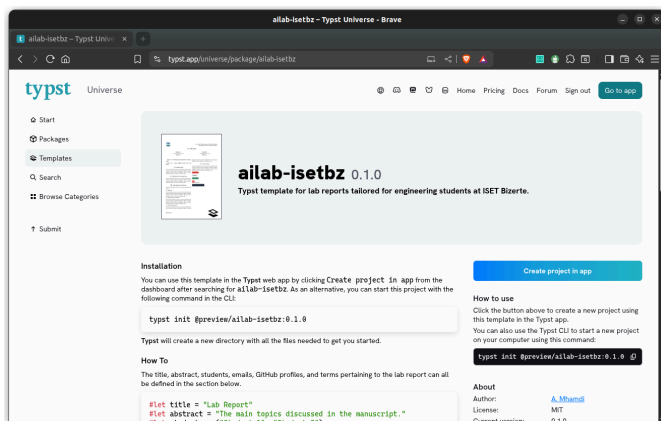 ailab-isetbz – Typst Universe - Brave
ailab-isetbz – Typst Unive
typst.app/universe/package/ailab-isetbz
typst Universe
Home Pricing Docs Forum Sign out Go to app
Start
Packages
Templates
Search
Browse Categories
Submit
ailab-isetbz 0.1.0
Typst template for lab reports tailored for engineering students at ISET Bizerte.
Installation
You can use this template in the Typst web app by clicking Create project in app from the
dashboard after searching for ailab-isetbz. As an alternative, you can start this project with the
following command in the CLI:
typst init @preview/ailab-isetbz:0.1.0
Typst will create a new directory with all the files needed to get you started.
How To
The title, abstract, students, emails, GitHub profiles, and terms pertaining to the lab report can all
be defined in the section below.
#let title = "Lab Report"
#let abstract = "The main topics discussed in the manuscript."
Create project in app
How to use
Click the button above to create a new project using
this template in the Typst app.
You can also use the Typst CLI to start a new project
on your computer using this command:
typst init @preview/ailab-isetbz:0.1.0
About
Author: A. Mhamdi
License: MIT
Current version: 0.1.0